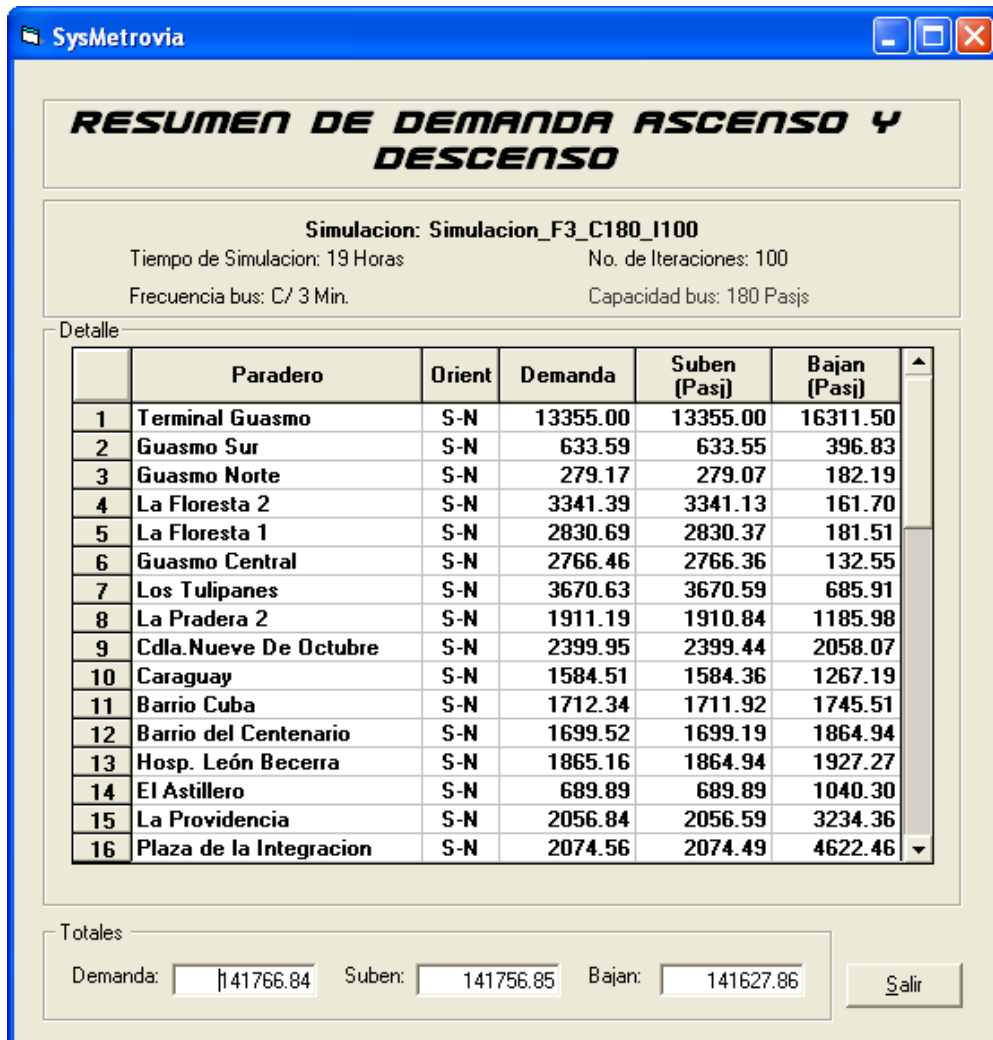 SysMetrovia
RESUMEN DE DEMANDA ASCENSO Y
DESCENSO
Simulacion: Simulacion_F3_C180_I100
Tiempo de Simulacion: 19 Horas No. de Iteraciones: 100
Frecuencia bus: C/ 3 Min. Capacidad bus: 180 Pasjs
Detalle
Paradero Orient Demanda Suben (Pasj) Bajan (Pasj)
1 Terminal Guasmo S-N 13355.00 13355.00 16311.50
2 Guasmo Sur S-N 633.59 633.55 396.83
3 Guasmo Norte S-N 279.17 279.07 182.19
4 La Floresta 2 S-N 3341.39 3341.13 161.70
5 La Floresta 1 S-N 2830.69 2830.37 181.51
6 Guasmo Central S-N 2766.46 2766.36 132.55
7 Los Tulipanes S-N 3670.63 3670.59 685.91
8 La Pradera 2 S-N 1911.19 1910.84 1185.98
9 Cdla.Nueve De Octubre S-N 2399.95 2399.44 2058.07
10 Caraguay S-N 1584.51 1584.36 1267.19
11 Barrio Cuba S-N 1712.34 1711.92 1745.51
12 Barrio del Centenario S-N 1699.52 1699.19 1864.94
13 Hosp. León Becerra S-N 1865.16 1864.94 1927.27
14 El Astillero S-N 689.89 689.89 1040.30
15 La Providencia S-N 2056.84 2056.59 3234.36
16 Plaza de la Integracion S-N 2074.56 2074.49 4622.46
Totales
Demanda: 141766.84 Suben: 141756.85 Bajan: 141627.86 Salir